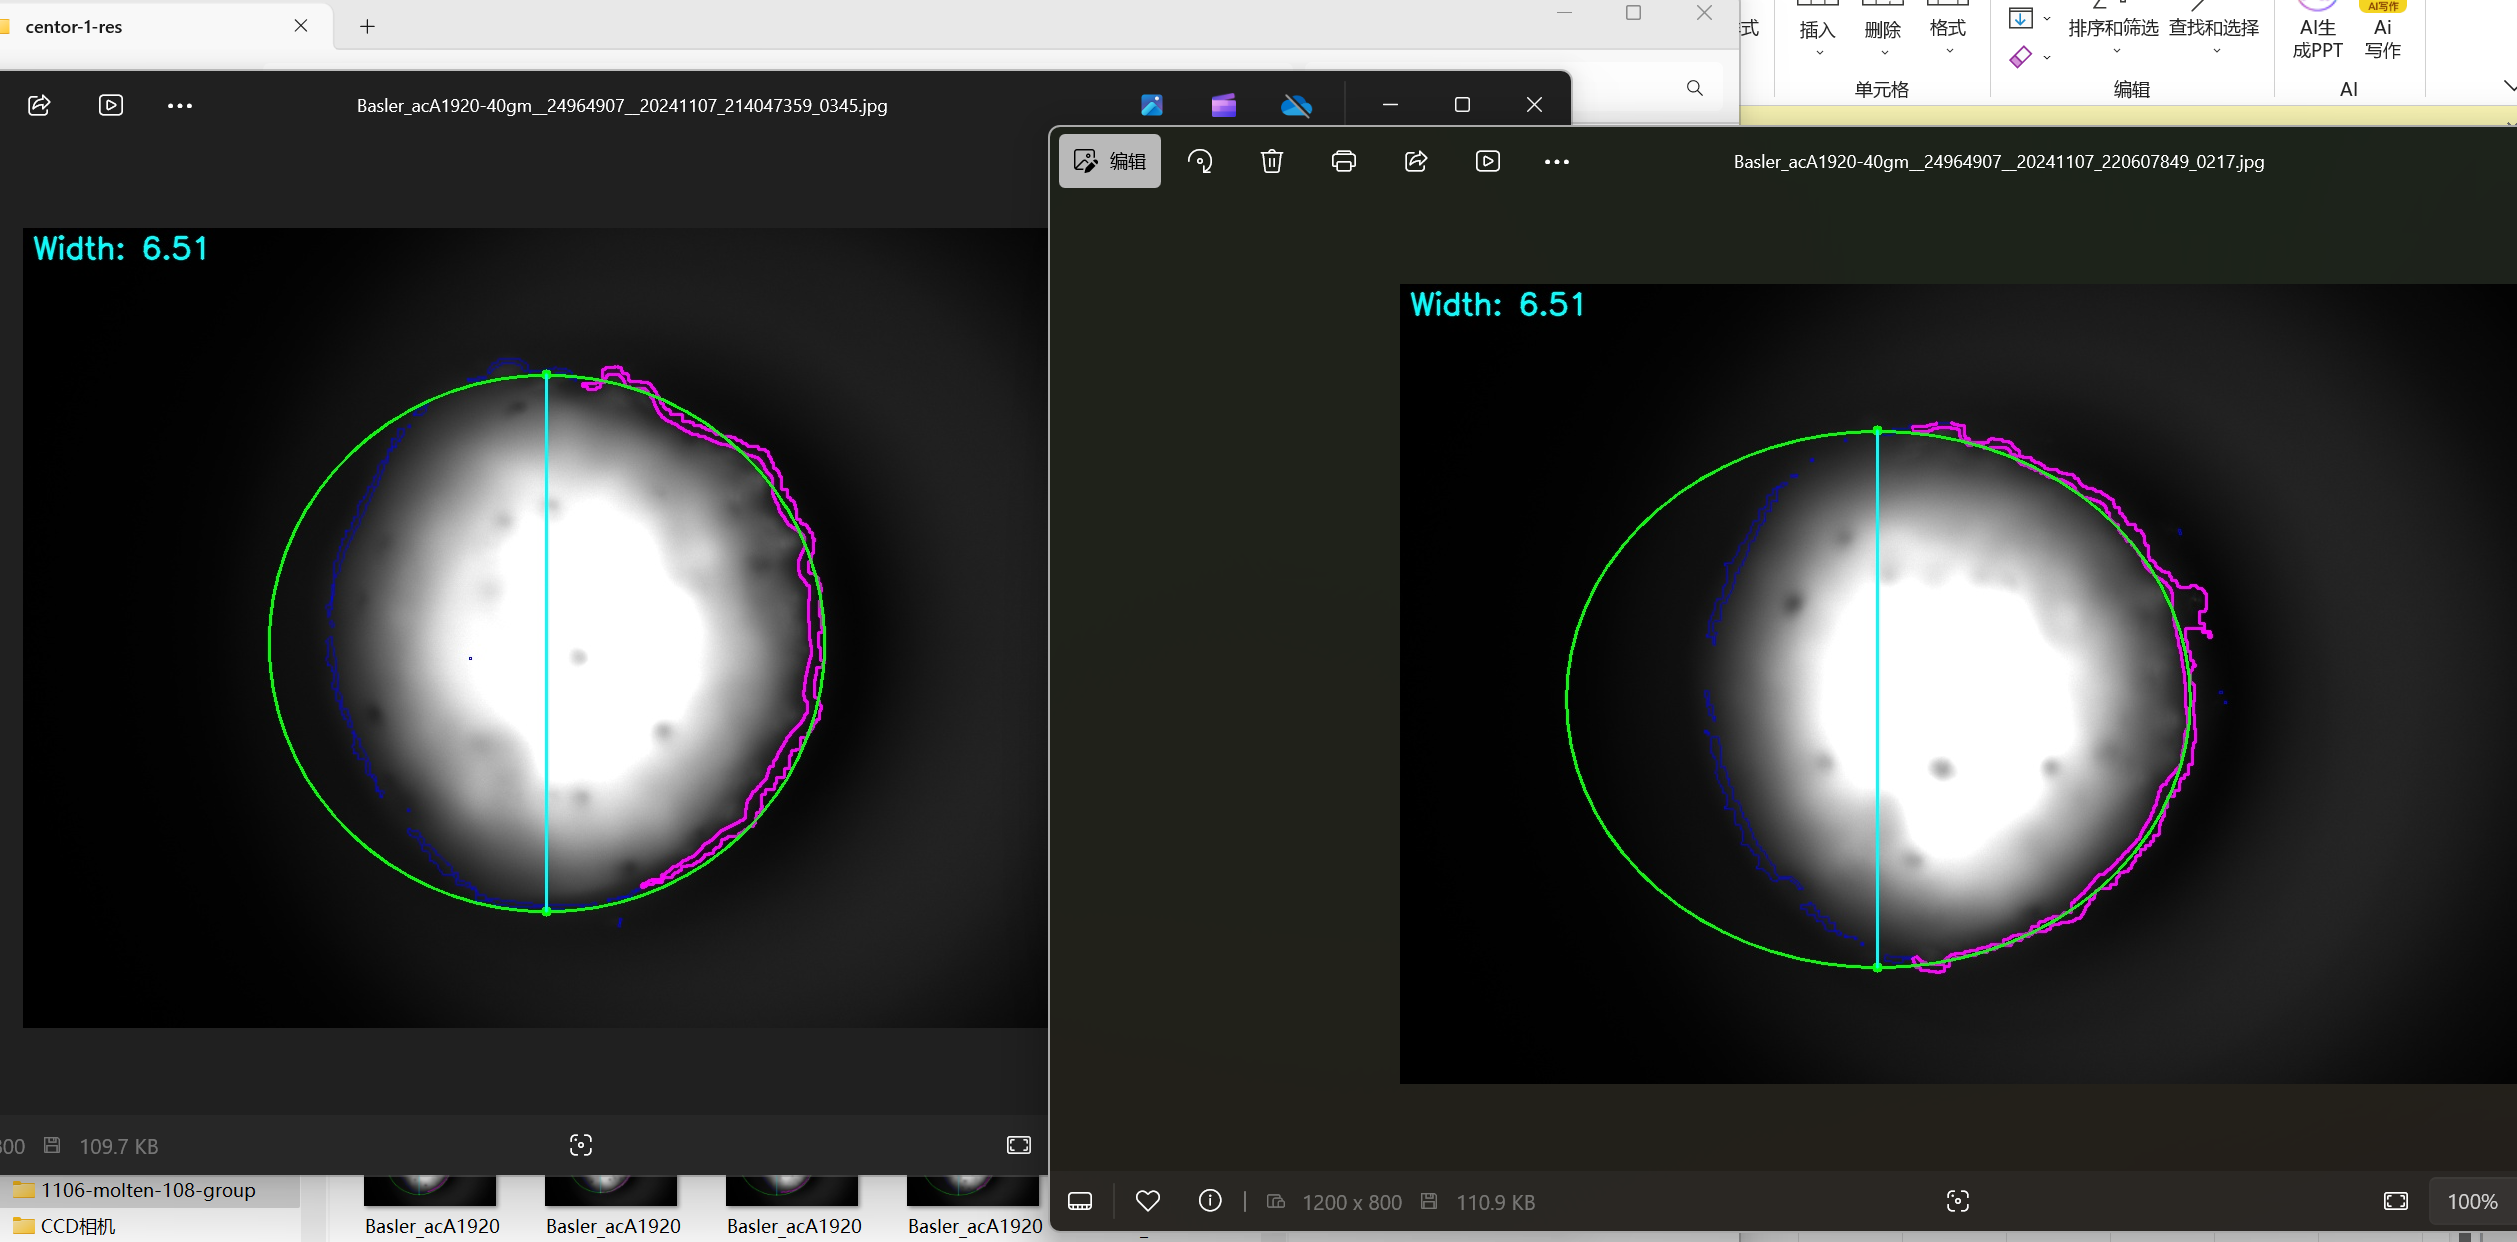 centor-1-res
式
插入
删除
格式
排序和筛选
查找和选择
AI生
成PPT
AI写作
Ai
写作
单元格
编辑
AI
Basler_acA1920-40gm__24964907__20241107_214047359_0345.jpg
编辑
Basler_acA1920-40gm__24964907__20241107_220607849_0217.jpg
Width: 6.51
Width: 6.51
109.7 KB
1106-molten-108-group
CCD相机
Basler_acA1920
Basler_acA1920
Basler_acA1920
Basler_acA1920
1200 x 800
110.9 KB
100%